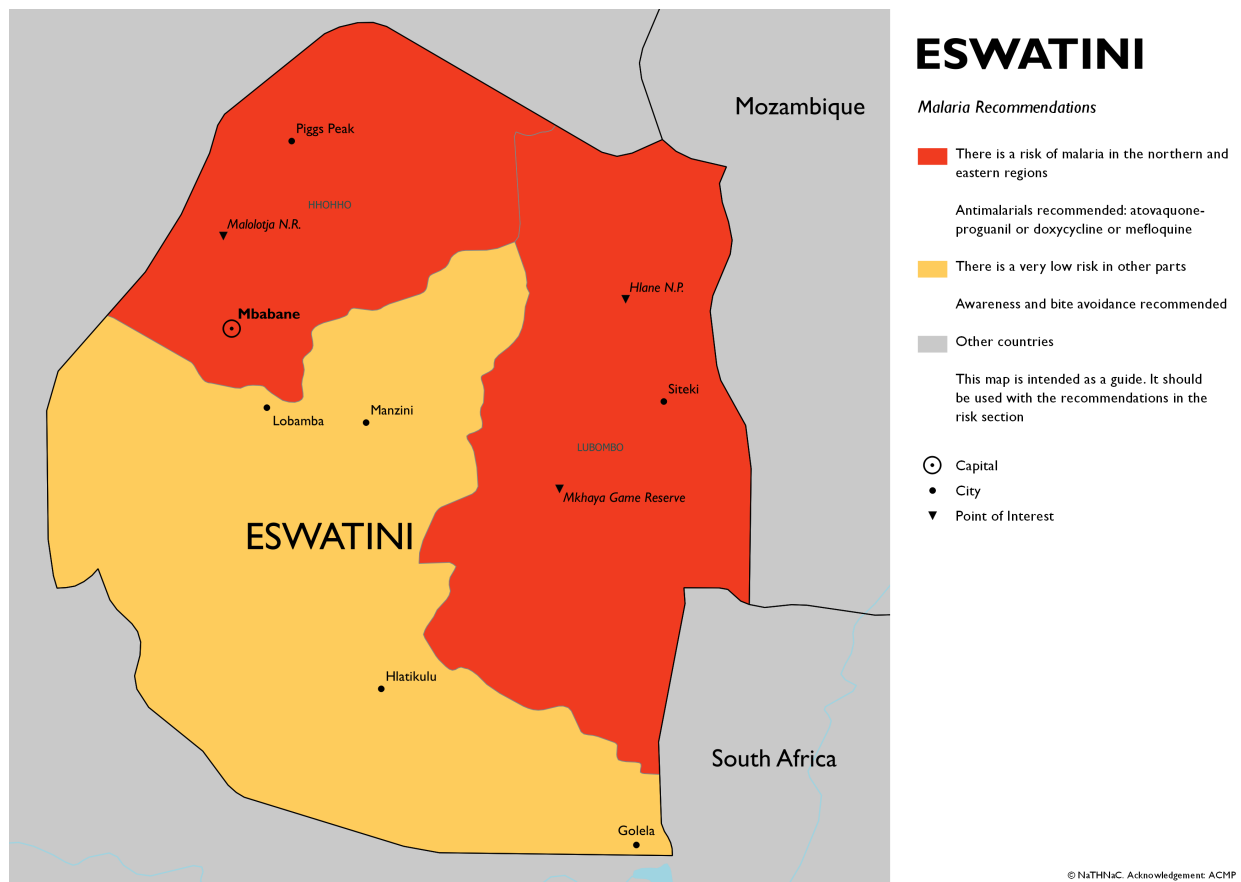 ESWATINI
Malaria Recommendations
There is a risk of malaria in the northern and
eastern regions
Antimalarials recommended: atovaquone-
proguanil or doxycycline or mefloquine
There is a very low risk in other parts
Awareness and bite avoidance recommended
Other countries
This map is intended as a guide. It should
be used with the recommendations in the
risk section
Capital
City
Point of Interest
Mozambique
Piggs Peak
HHOHHO
Malolotja N.R.
Hlane N.P.
Mbabane
Siteki
Manzini
Lobamba
LUBOMBO
Mkhaya Game Reserve
ESWATINI
Hlatikulu
South Africa
Golela
© NaTHNaC. Acknowledgement: ACMP